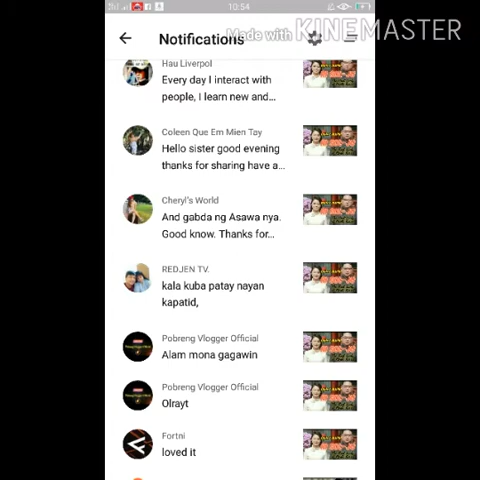 10:54
Made with KINEMASTER
Notifications
Hau Liverpol
Every day I interact with
people, I learn new and...
Coleen Que Em Mien Tay
Hello sister good evening
thanks for sharing have a...
Cheryl's World
And gabda ng Asawa nya.
Good know. Thanks for...
REDJEN TV.
kala kuba patay nayan
kapatid,
Pobreng Vlogger Official
Alam mona gagawin
Pobreng Vlogger Official
Olrayt
Fortni
loved it